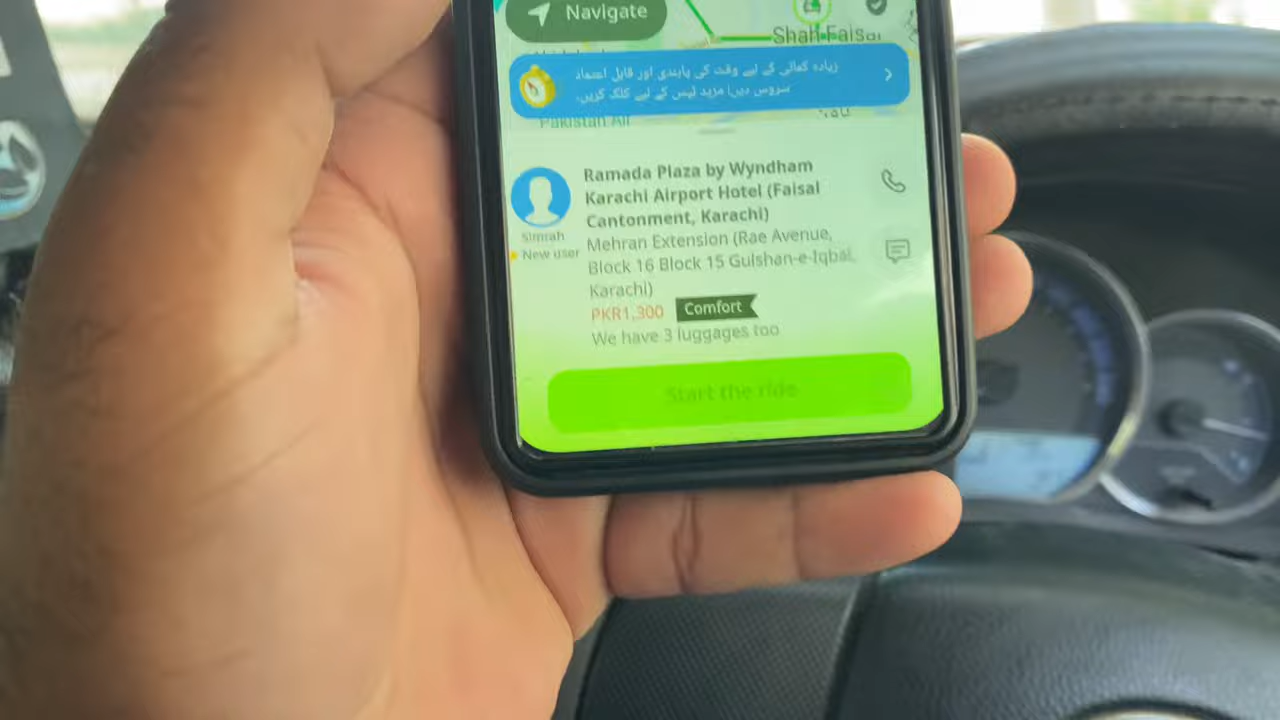 Navigate
Shah Faisal
زیادہ کمائی کے لیے وقت کی پابندی اور قابل اعتماد
سروس دیں! مزید ٹپس کے لیے کلک کریں۔
Pakistan Air
Ramada Plaza by Wyndham
Karachi Airport Hotel (Faisal
Cantonment, Karachi)
Simrah
New user
Mehran Extension (Rae Avenue,
Block 16 Block 15 Gulshan-e-Iqbal,
Karachi)
PKR1,300 Comfort
We have 3 luggages too
Start the ride